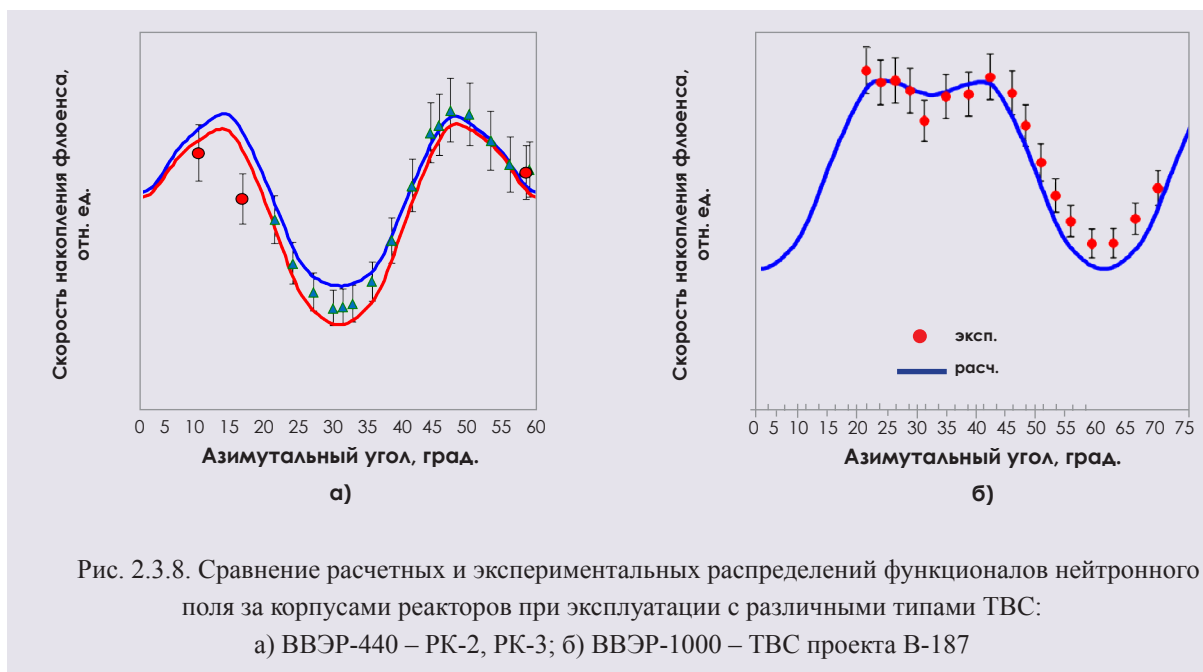 Скорость накопления флюенса,
отн. ед.
0 5 10 15 20 25 30 35 40 45 50 55 60
Азимутальный угол, град.
а)
Скорость накопления флюенса,
отн. ед.
эксп.
расч.
0 5 10 15 20 25 30 35 40 45 50 55 60 65 70 75
Азимутальный угол, град.
б)
Рис. 2.3.8. Сравнение расчетных и экспериментальных распределений функционалов нейтронного
поля за корпусами реакторов при эксплуатации с различными типами ТВС:
а) ВВЭР-440 – РК-2, РК-3; б) ВВЭР-1000 – ТВС проекта В-187